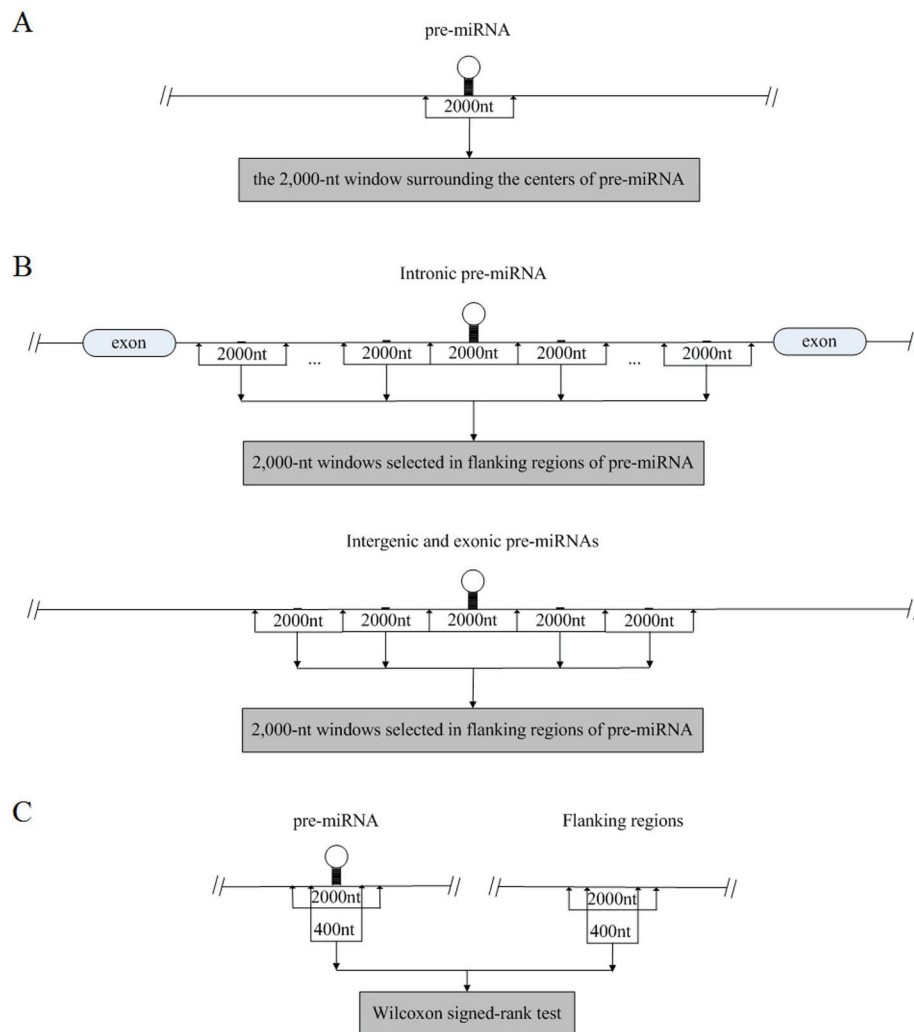 A
pre-miRNA
2000nt
the 2,000-nt window surrounding the centers of pre-miRNA
B
Intronic pre-miRNA
exon 2000nt ... 2000nt 2000nt 2000nt ... 2000nt exon
2,000-nt windows selected in flanking regions of pre-miRNA
Intergenic and exonic pre-miRNAs
2000nt 2000nt 2000nt 2000nt 2000nt
2,000-nt windows selected in flanking regions of pre-miRNA
C
pre-miRNA Flanking regions
2000nt 2000nt
400nt 400nt
Wilcoxon signed-rank test